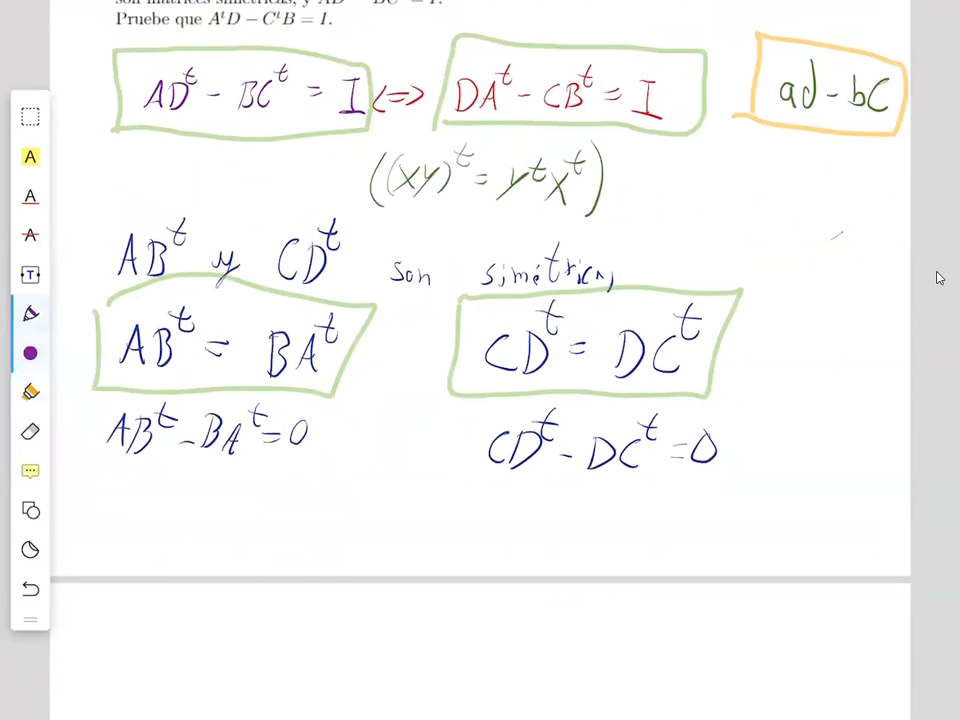 Pruebe que AᵗD − CᵗB = I.
ADᵗ - BCᵗ = I <=> DAᵗ - CBᵗ = I ad - bc
((xy)ᵗ = yᵗxᵗ)
ABᵗ y CDᵗ son simétricas
ABᵗ = BAᵗ CDᵗ = DCᵗ
ABᵗ - BAᵗ = 0 CDᵗ - DCᵗ = 0